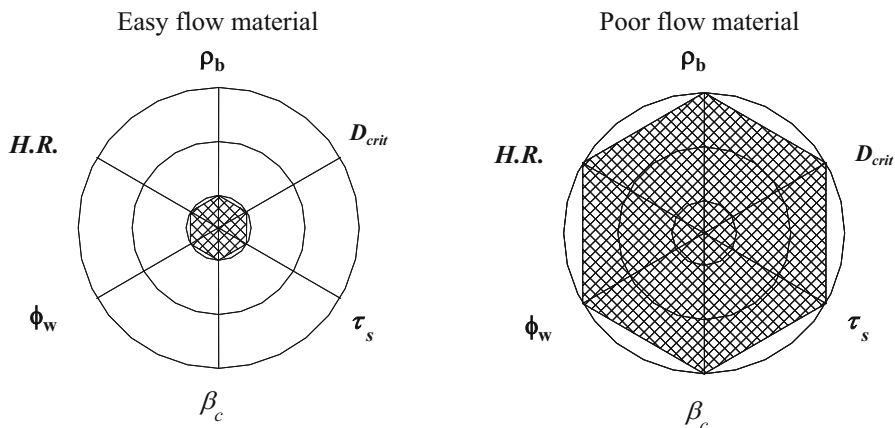 Easy flow material
ρb
H.R.
Dcrit
ϕw
τs
βc
Poor flow material
ρb
H.R.
Dcrit
ϕw
τs
βc